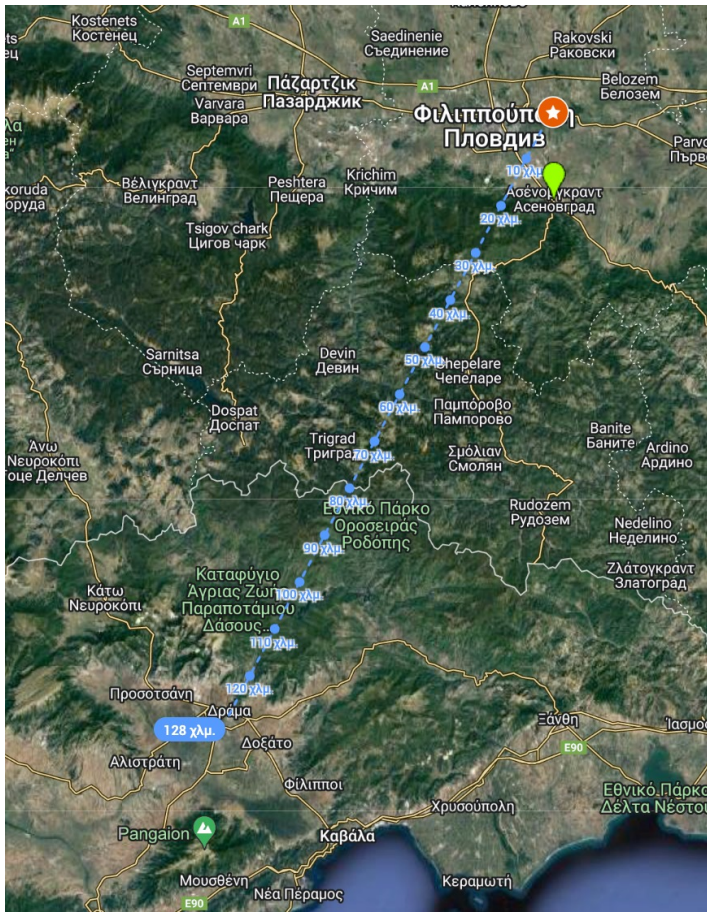 Kostenets
Костенец
A1
Saedinenie
Съединение
Rakovski
Раковски
Septemvri
Септември
Πάζαρτζικ
Пазарджик
A1
Belozem
Белозем
Varvara
Варвара
Φιλιππούπολη
Пловдив
10 χλμ.
Βέλιγκραντ
Велинград
Peshtera
Пещера
Krichim
Кричим
Ασένοβγκραντ
Асеновград
20 χλμ.
Tsigov chark
Цигов чарк
30 χλμ.
40 χλμ.
Sarnitsa
Сърница
Devin
Девин
50 χλμ.
Chepelare
Чепеларе
60 χλμ.
Dospat
Доспат
Παμπόροβο
Пампорово
Trigrad
Триград
70 χλμ.
Σμόλιαν
Смолян
Banite
Баните
Ardino
Ардино
Άνω
Νευροκόπι
Гоце Делчев
80 χλμ.
Εθνικό Πάρκο
Οροσειράς
Ροδόπης
Rudozem
Рудозем
Nedelino
Неделино
90 χλμ.
Καταφύγιο
Άγριας Ζωής
Παραποτάμιου
Δάσους...
100 χλμ.
Ζλάτογκραντ
Златоград
Κάτω
Νευροκόπι
110 χλμ.
120 χλμ.
Προσοτσάνη
Δράμα
128 χλμ.
Δοξάτο
Ξάνθη
Ίασμος
Αλιστράτη
E90
Φίλιπποι
Εθνικό Πάρκο
Δέλτα Νέστου
Χρυσούπολη
Pangaion
Καβάλα
Μουσθένη
Νέα Πέραμος
Κεραμωτή
E90